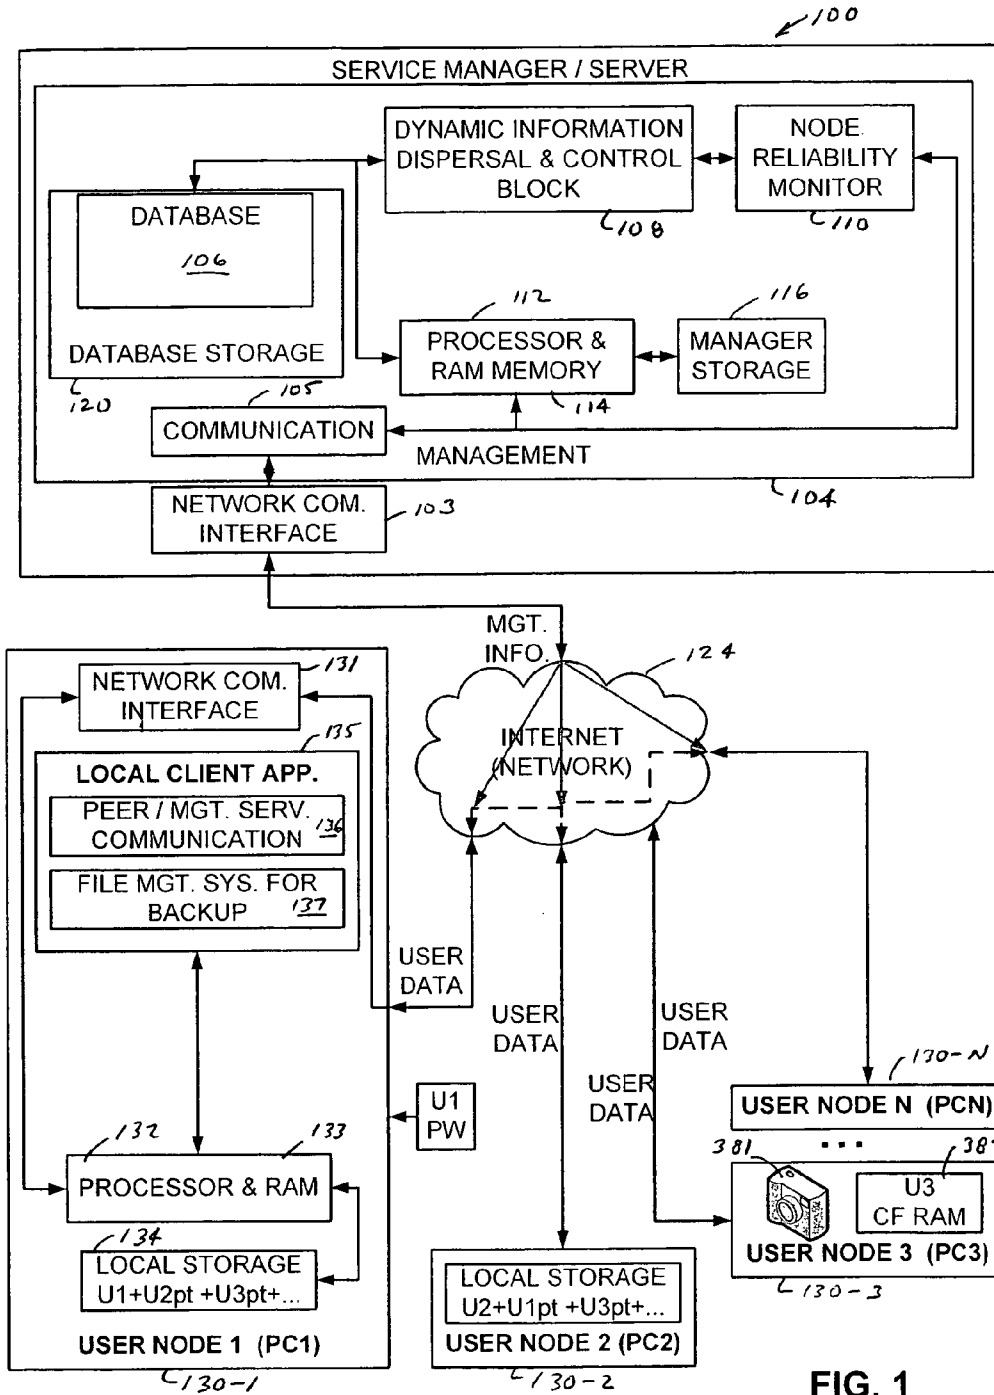 100
SERVICE MANAGER / SERVER
DYNAMIC INFORMATION
DISPERSAL & CONTROL
BLOCK
108
NODE
RELIABILITY
MONITOR
110
DATABASE
106
DATABASE STORAGE
120
112
PROCESSOR &
RAM MEMORY
114
116
MANAGER
STORAGE
105
COMMUNICATION
MANAGEMENT
104
NETWORK COM.
INTERFACE
103
MGT.
INFO.
124
INTERNET
(NETWORK)
131
NETWORK COM.
INTERFACE
135
LOCAL CLIENT APP.
PEER / MGT. SERV.
COMMUNICATION
136
FILE MGT. SYS. FOR
BACKUP
137
USER
DATA
USER
DATA
USER
DATA
USER
DATA
U1
PW
132
133
PROCESSOR & RAM
134
LOCAL STORAGE
U1+U2pt +U3pt+...
USER NODE 1 (PC1)
130-1
LOCAL STORAGE
U2+U1pt +U3pt+...
USER NODE 2 (PC2)
130-2
130-N
USER NODE N (PCN)
...
381
U3
CF RAM
USER NODE 3 (PC3)
130-3
FIG. 1